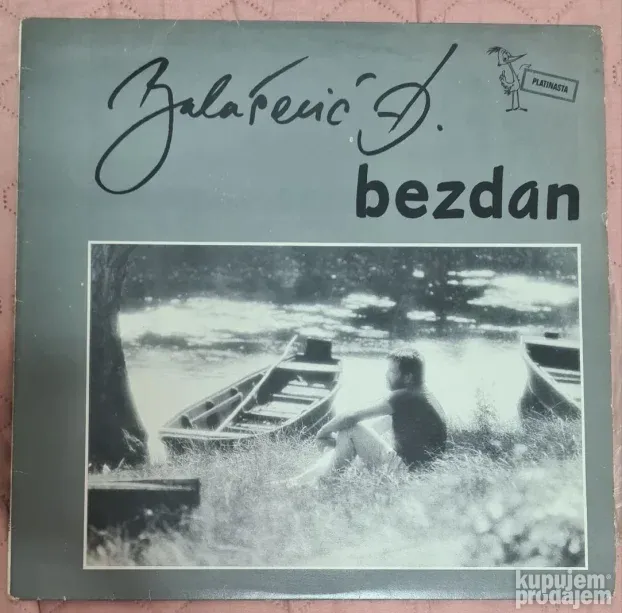 Balašević Đ.
PLATINASTA
bezdan
kupujem
prodajem